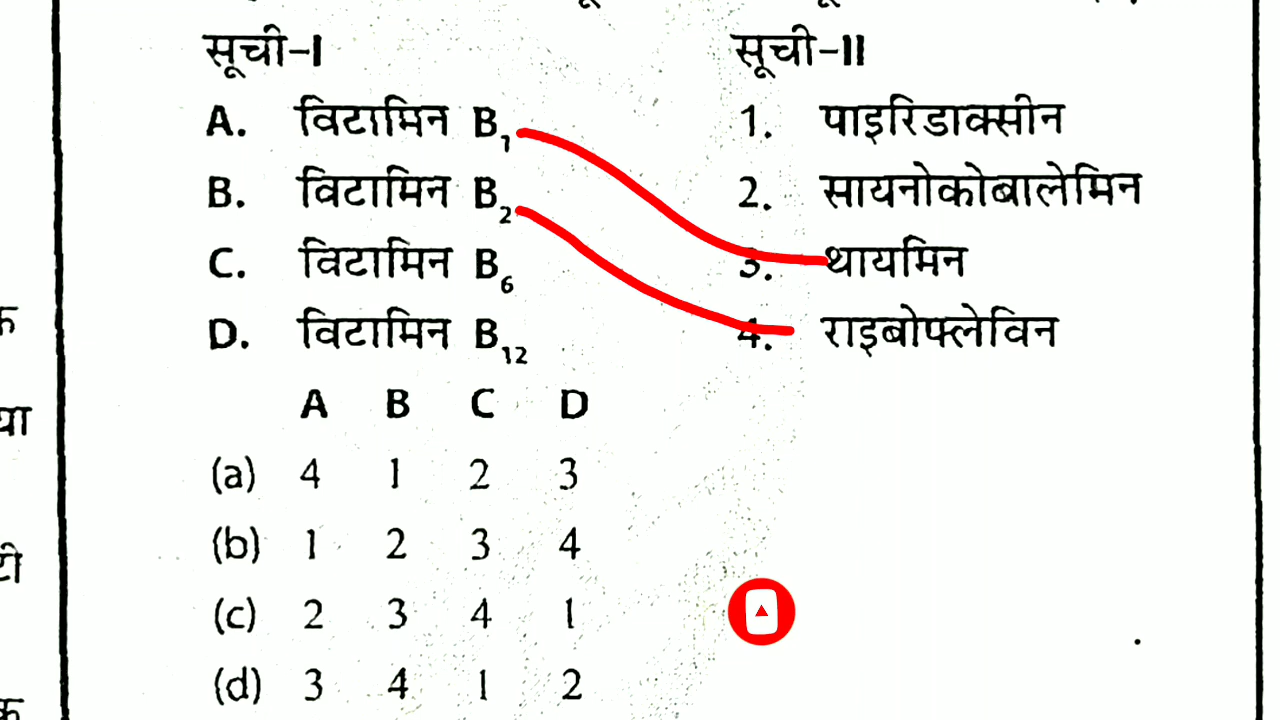 सूची-I सूची-II
A. विटामिन B₁ 1. पाइरिडाक्सीन
B. विटामिन B₂ 2. सायनोकोबालेमिन
C. विटामिन B₆ 3. थायमिन
D. विटामिन B₁₂ 4. राइबोफ्लेविन
A B C D
(a) 4 1 2 3
(b) 1 2 3 4
(c) 2 3 4 1
(d) 3 4 1 2